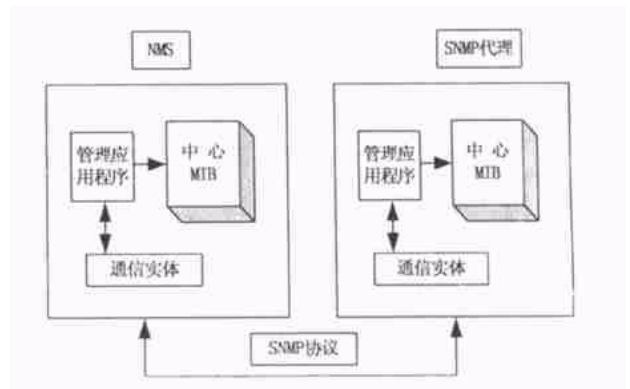 NMS
SNMP代理
管理应
用程序
中 心
MIB
管理应
用程序
中 心
MIB
通信实体
通信实体
SNMP协议